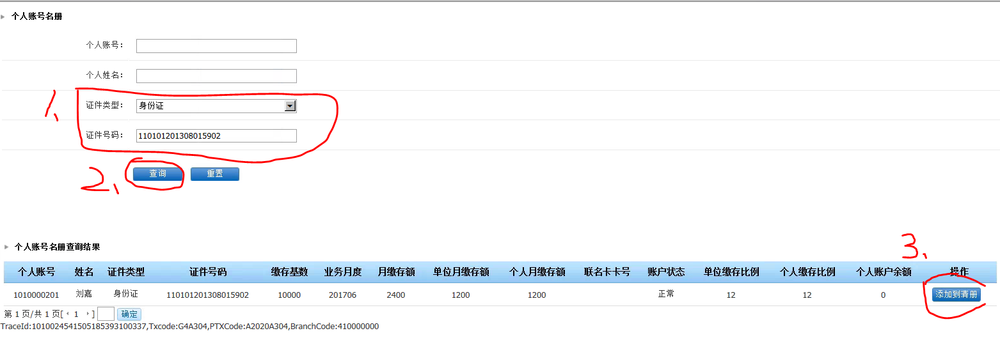 个人账号名册
个人账号：
个人姓名：
1、
证件类型： 身份证
证件号码： 110101201308015902
2、
查询 重置
个人账号名册查询结果
3.
个人账号 姓名 证件类型 证件号码 缴存基数 业务月度 月缴存额 单位月缴存额 个人月缴存额 联名卡卡号 账户状态 单位缴存比例 个人缴存比例 个人账户余额 操作
1010000201 刘嘉 身份证 110101201308015902 10000 201706 2400 1200 1200 正常 12 12 0 添加到清册
第 1 页/共 1 页[ 1 ] 确定
TraceId:1010024541505185393100337,Txcode:G4A304,PTXCode:A2020A304,BranchCode:410000000